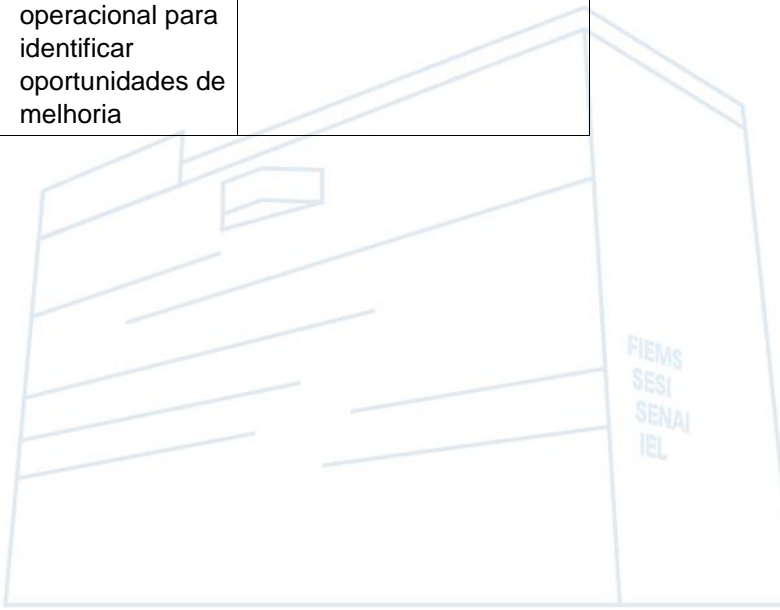 operacional para
identificar
oportunidades de
melhoria
FIEMS
SESI
SENAI
IEL